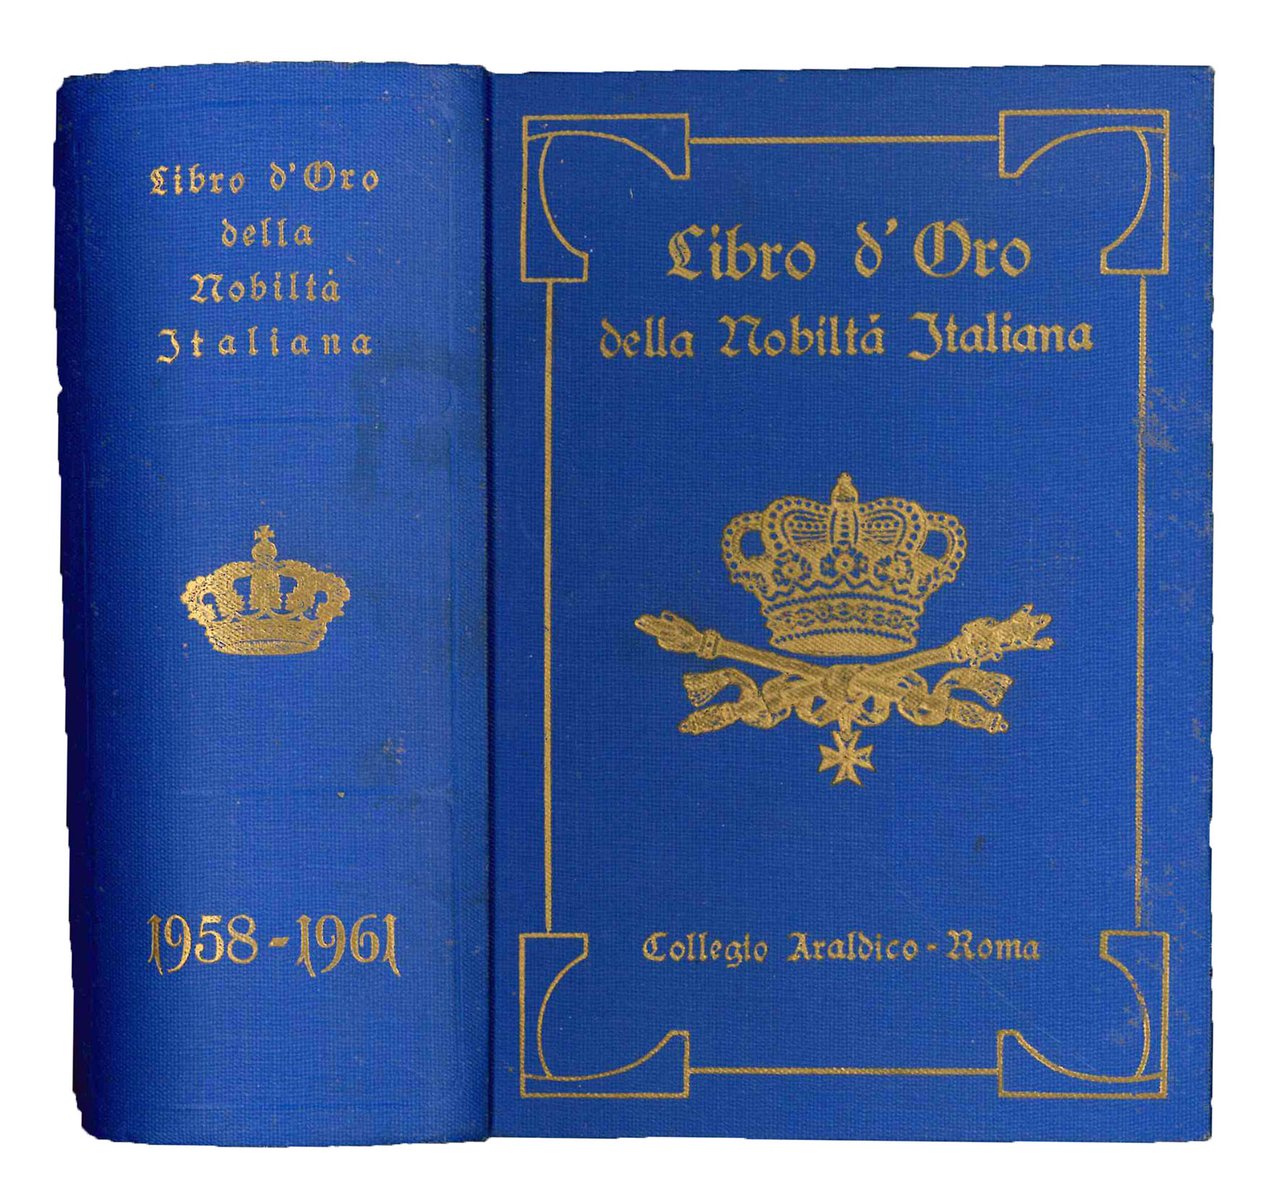 Libro d'Oro
della
Nobiltà
Italiana
1958-1961
Libro d'Oro
della Nobiltà Italiana
Collegio Araldico-Roma